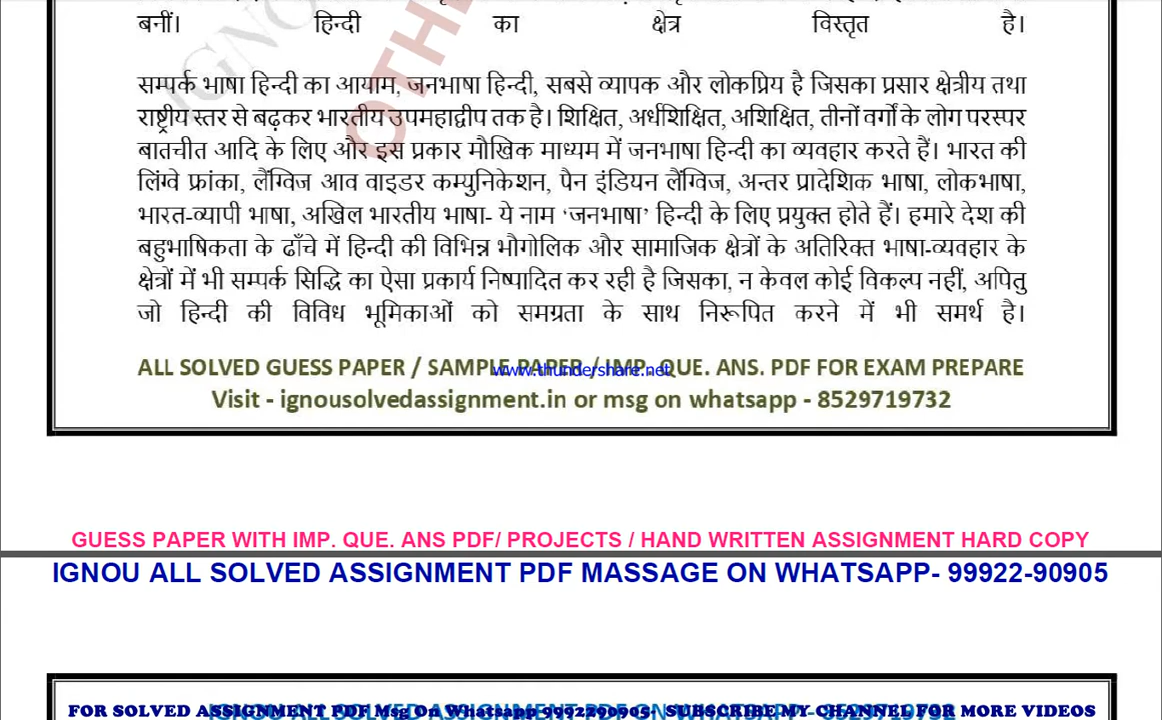 बनीं। हिन्दी का क्षेत्र विस्तृत है।
सम्पर्क भाषा हिन्दी का आयाम, जनभाषा हिन्दी, सबसे व्यापक और लोकप्रिय है जिसका प्रसार क्षेत्रीय तथा
राष्ट्रीय स्तर से बढ़कर भारतीय उपमहाद्वीप तक है। शिक्षित, अर्धशिक्षित, अशिक्षित, तीनों वर्गों के लोग परस्पर
बातचीत आदि के लिए और इस प्रकार मौखिक माध्यम में जनभाषा हिन्दी का व्यवहार करते हैं। भारत की
लिंग्वे फ्रांका, लैंग्विज आव वाइडर कम्युनिकेशन, पैन इंडियन लैंग्विज, अन्तर प्रादेशिक भाषा, लोकभाषा,
भारत-व्यापी भाषा, अखिल भारतीय भाषा- ये नाम ‘जनभाषा’ हिन्दी के लिए प्रयुक्त होते हैं। हमारे देश की
बहुभाषिकता के ढाँचे में हिन्दी की विभिन्न भौगोलिक और सामाजिक क्षेत्रों के अतिरिक्त भाषा-व्यवहार के
क्षेत्रों में भी सम्पर्क सिद्धि का ऐसा प्रकार्य निष्पादित कर रही है जिसका, न केवल कोई विकल्प नहीं, अपितु
जो हिन्दी की विविध भूमिकाओं को समग्रता के साथ निरूपित करने में भी समर्थ है।
IGNO
OTHE
ALL SOLVED GUESS PAPER / SAMPLE PAPER / IMP. QUE. ANS. PDF FOR EXAM PREPARE
www.thundershare.net
Visit - ignousolvedassignment.in or msg on whatsapp - 8529719732
GUESS PAPER WITH IMP. QUE. ANS PDF/ PROJECTS / HAND WRITTEN ASSIGNMENT HARD COPY
IGNOU ALL SOLVED ASSIGNMENT PDF MASSAGE ON WHATSAPP- 99922-90905
FOR SOLVED ASSIGNMENT PDF Msg On Whatsapp 9992290905- SUBSCRIBE MY CHANNEL FOR MORE VIDEOS